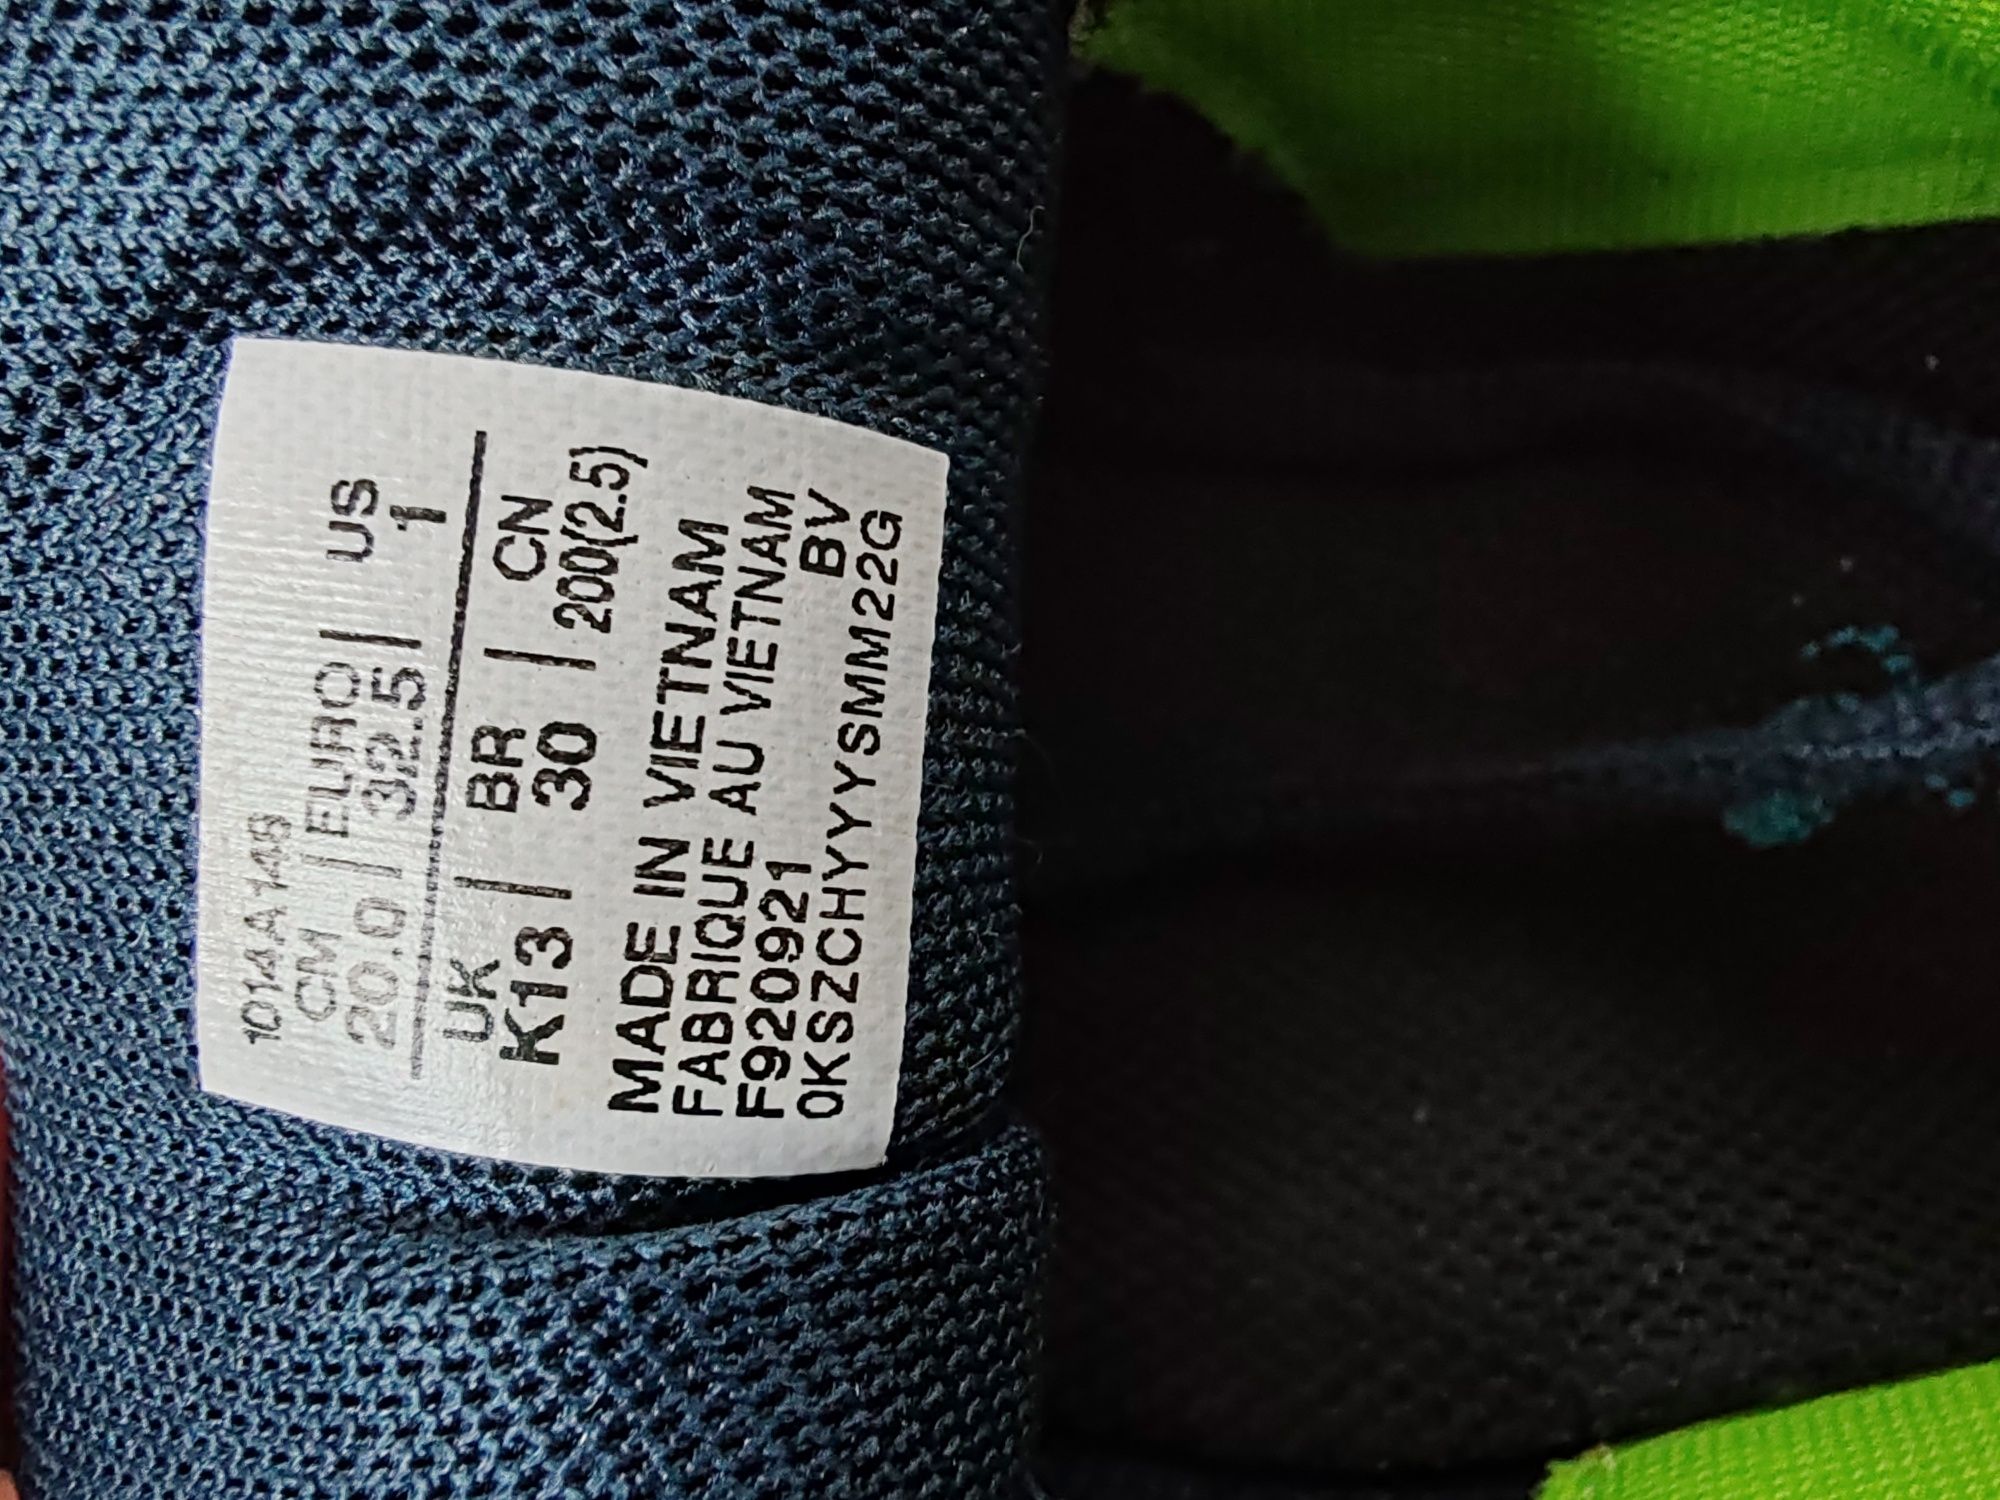 1014A145
CM | EURO | US
20.0 | 32.5 | 1
UK | BR | CN
K13 | 30 | 200(2.5)
MADE IN VIETNAM
FABRIQUE AU VIETNAM
F920921 BV
0KSZCHYYYSMM22G